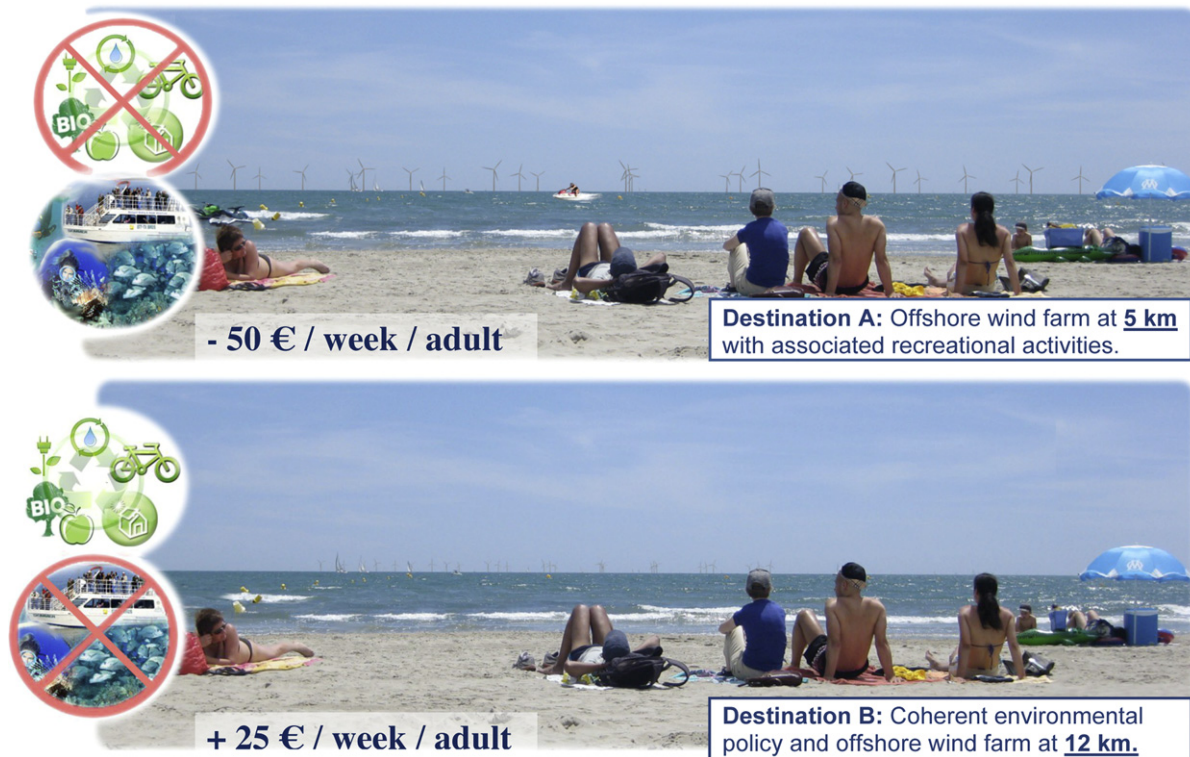 BIO
- 50 € / week / adult
Destination A: Offshore wind farm at 5 km
with associated recreational activities.
BIO
+ 25 € / week / adult
Destination B: Coherent environmental
policy and offshore wind farm at 12 km.